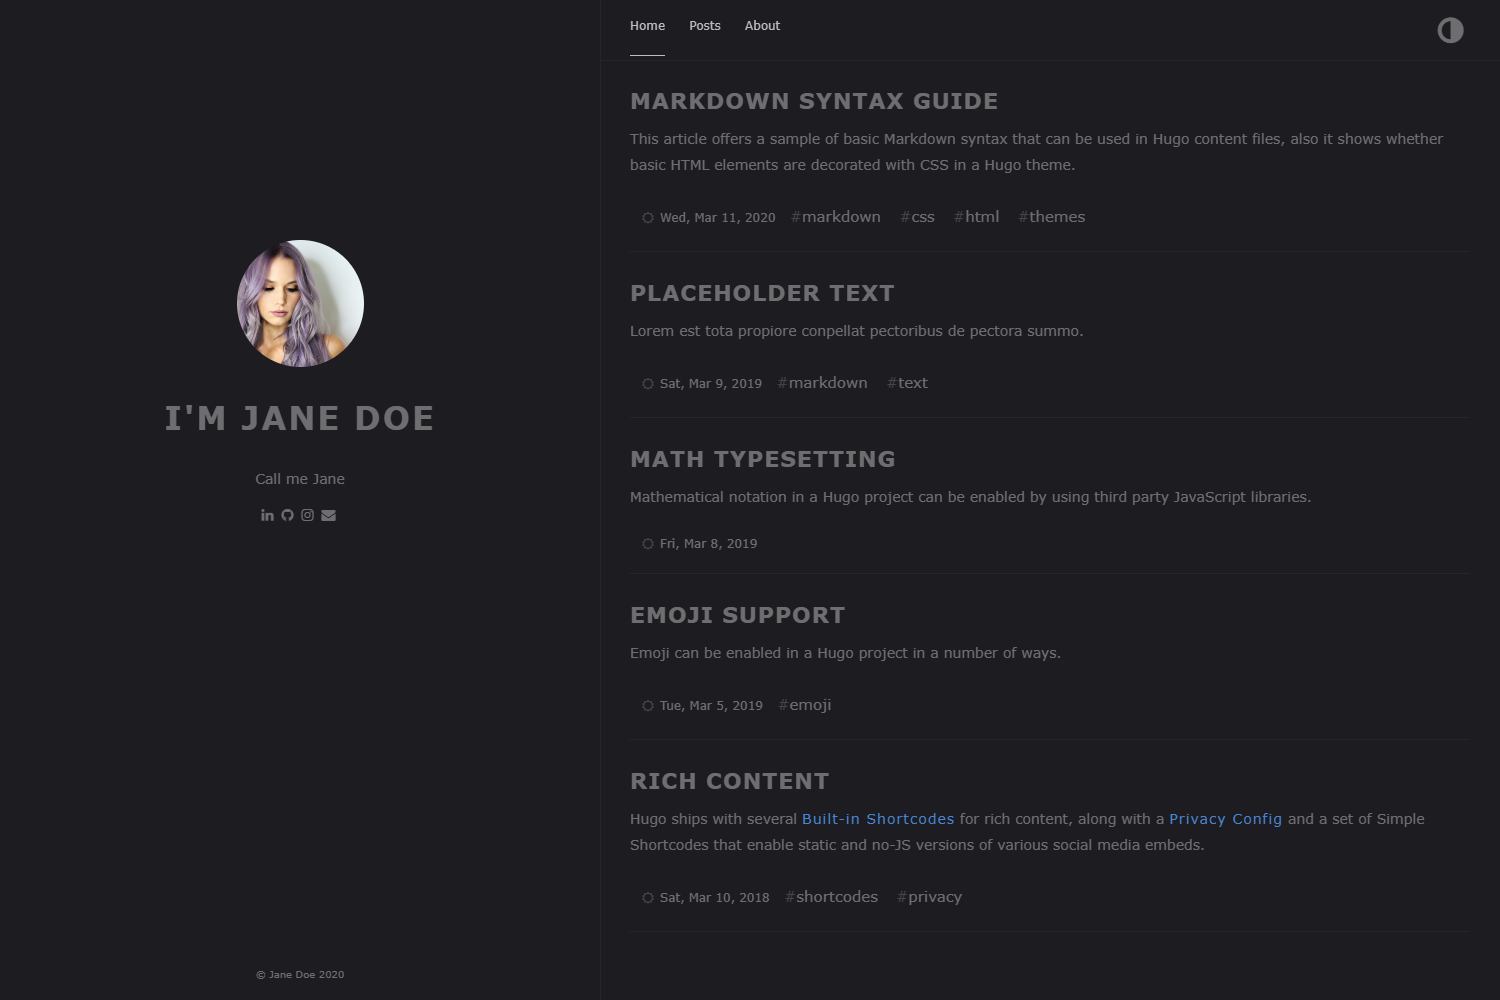 Home Posts About
I'M JANE DOE
Call me Jane
© Jane Doe 2020
MARKDOWN SYNTAX GUIDE
This article offers a sample of basic Markdown syntax that can be used in Hugo content files, also it shows whether
basic HTML elements are decorated with CSS in a Hugo theme.
Wed, Mar 11, 2020 #markdown #css #html #themes
PLACEHOLDER TEXT
Lorem est tota propiore conpellat pectoribus de pectora summo.
Sat, Mar 9, 2019 #markdown #text
MATH TYPESETTING
Mathematical notation in a Hugo project can be enabled by using third party JavaScript libraries.
Fri, Mar 8, 2019
EMOJI SUPPORT
Emoji can be enabled in a Hugo project in a number of ways.
Tue, Mar 5, 2019 #emoji
RICH CONTENT
Hugo ships with several Built-in Shortcodes for rich content, along with a Privacy Config and a set of Simple
Shortcodes that enable static and no-JS versions of various social media embeds.
Sat, Mar 10, 2018 #shortcodes #privacy